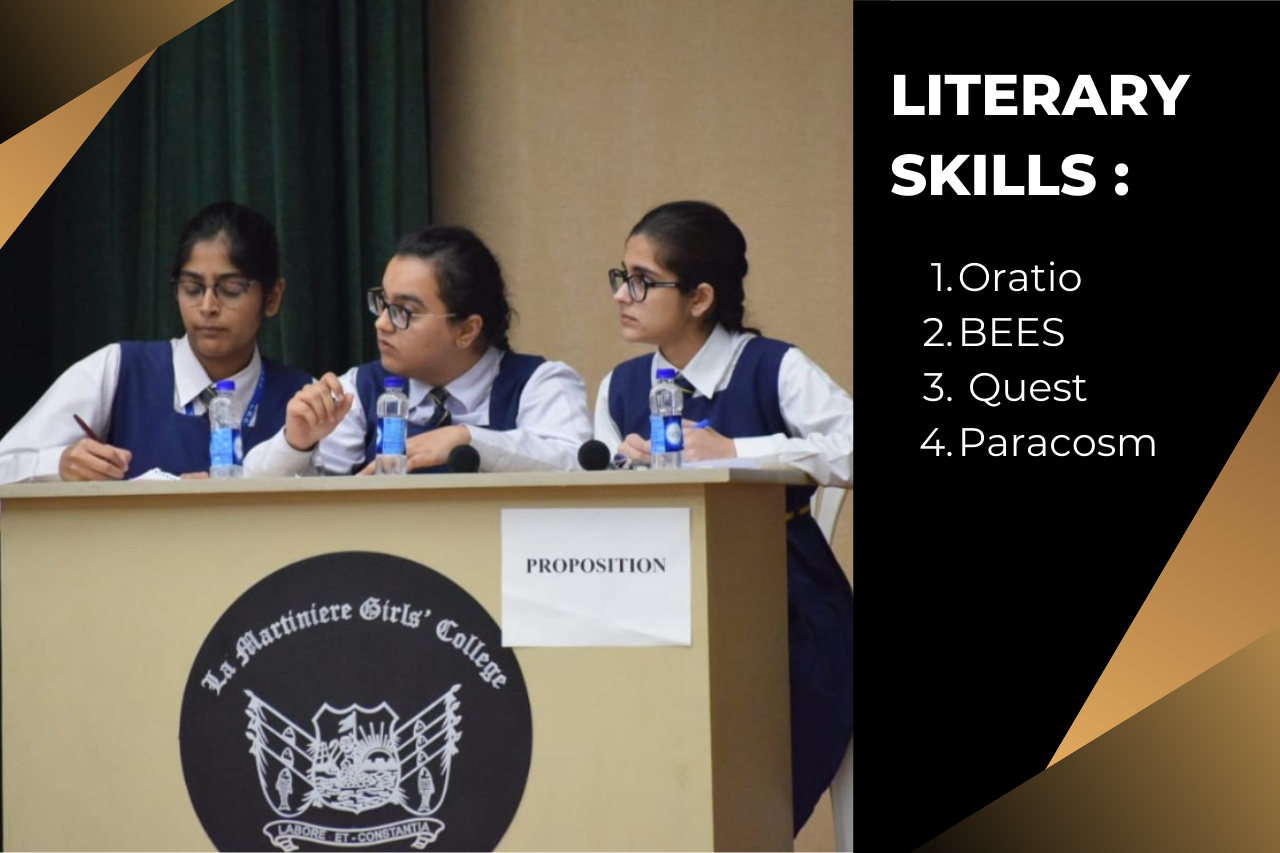 LITERARY
SKILLS :
1. Oratio
2. BEES
3. Quest
4. Paracosm
PROPOSITION
La Martiniere Girls' College
LABORE ET · CONSTANTIA